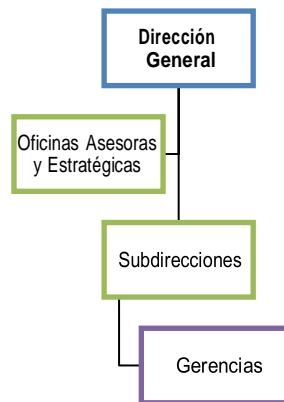 Dirección
General
Oficinas Asesoras
y Estratégicas
Subdirecciones
Gerencias